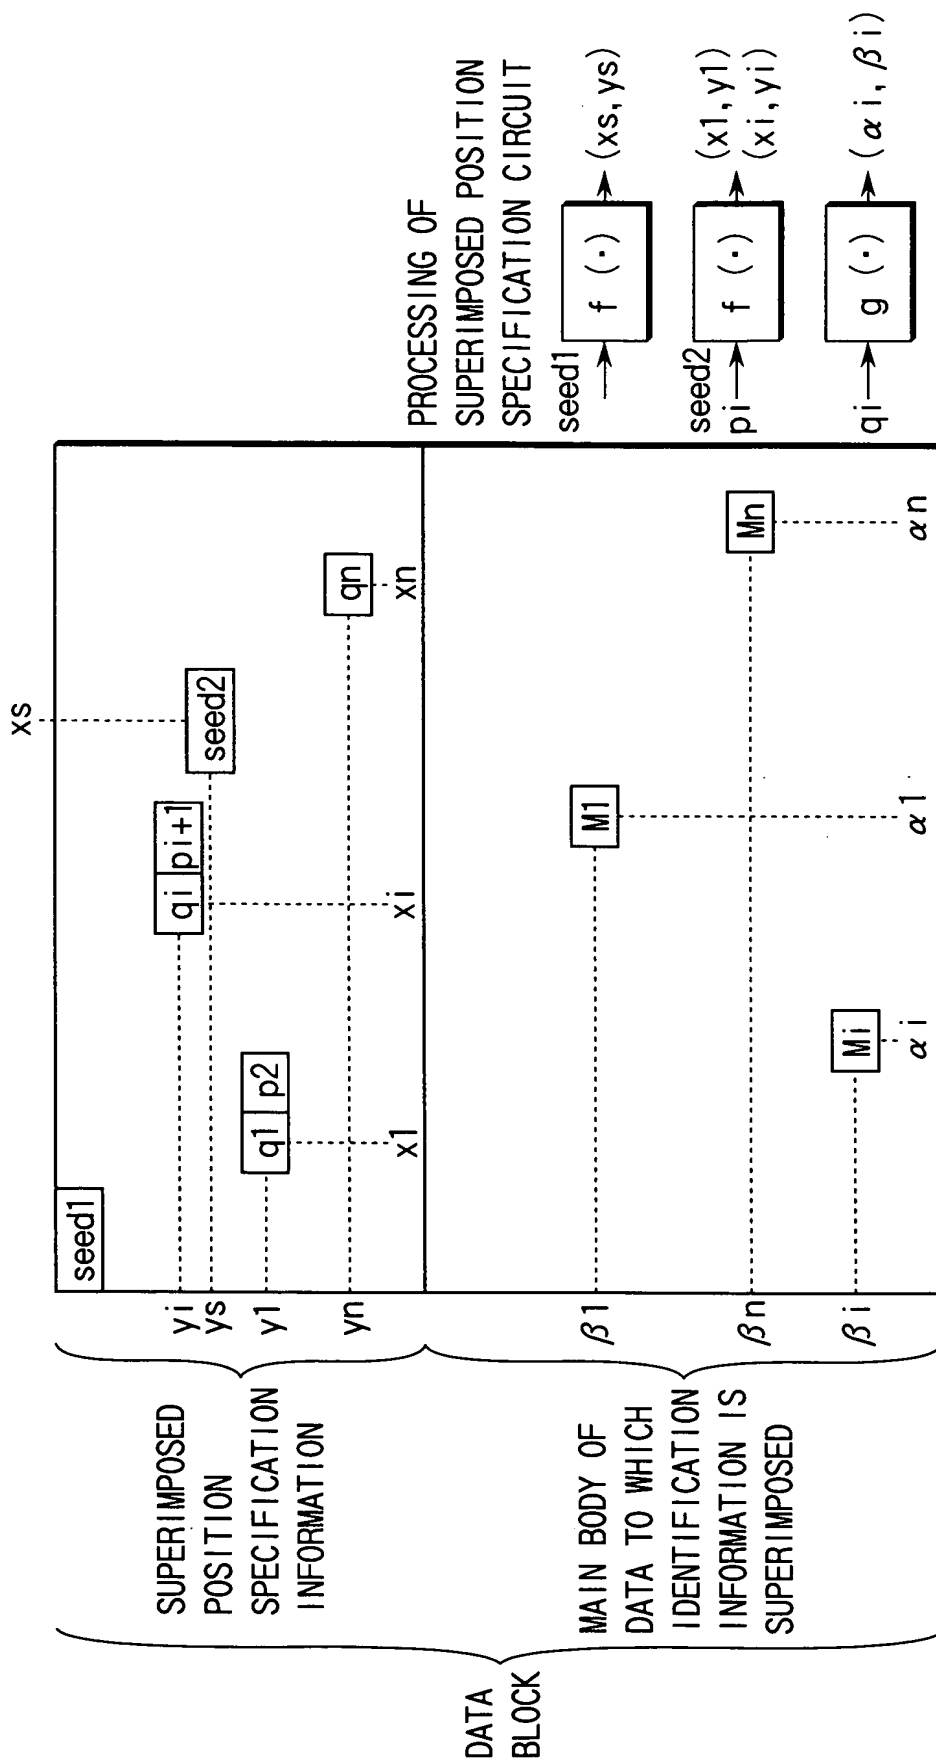 DATA
BLOCK
SUPERIMPOSED
POSITION
SPECIFICATION
INFORMATION
MAIN BODY OF
DATA TO WHICH
IDENTIFICATION
INFORMATION IS
SUPERIMPOSED
xs
seed1
yi
qi pi+1
ys
seed2
y1
q1 p2
yn
qn
x1
xi
xn
β1
M1
βn
Mn
βi
Mi
αi
α1
αn
PROCESSING OF
SUPERIMPOSED POSITION
SPECIFICATION CIRCUIT
seed1
f (・)
(xs, ys)
seed2
pi
f (・)
(x1, y1)
(xi, yi)
qi
g (・)
(αi, βi)